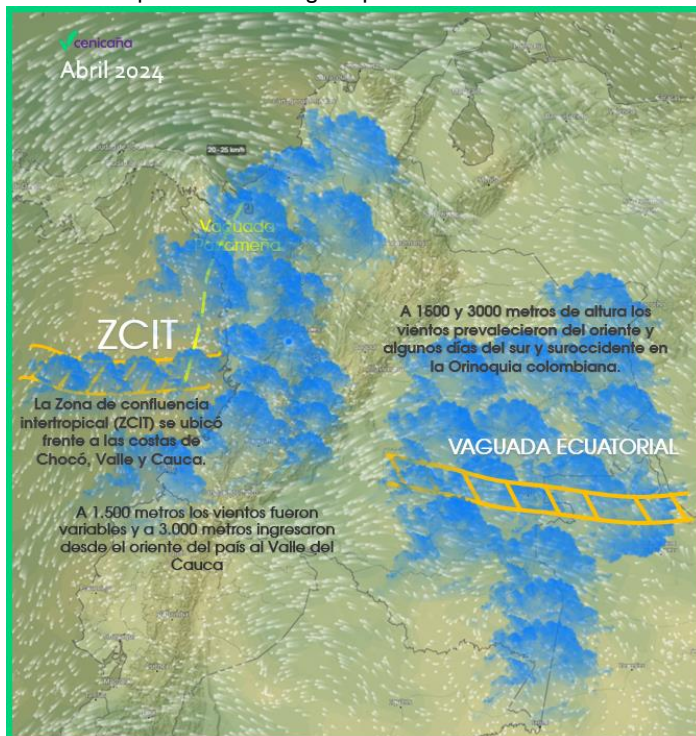 cenicaña
Abril 2024
20 - 25 km/h
Vaguada
Panameña
ZCIT
A 1500 y 3000 metros de altura los
vientos prevalecieron del oriente y
algunos días del sur y suroccidente en
la Orinoquia colombiana.
La Zona de confluencia
intertropical (ZCIT) se ubicó
frente a las costas de
Chocó, Valle y Cauca.
VAGUADA ECUATORIAL
A 1.500 metros los vientos fueron
variables y a 3.000 metros ingresaron
desde el oriente del país al Valle del
Cauca